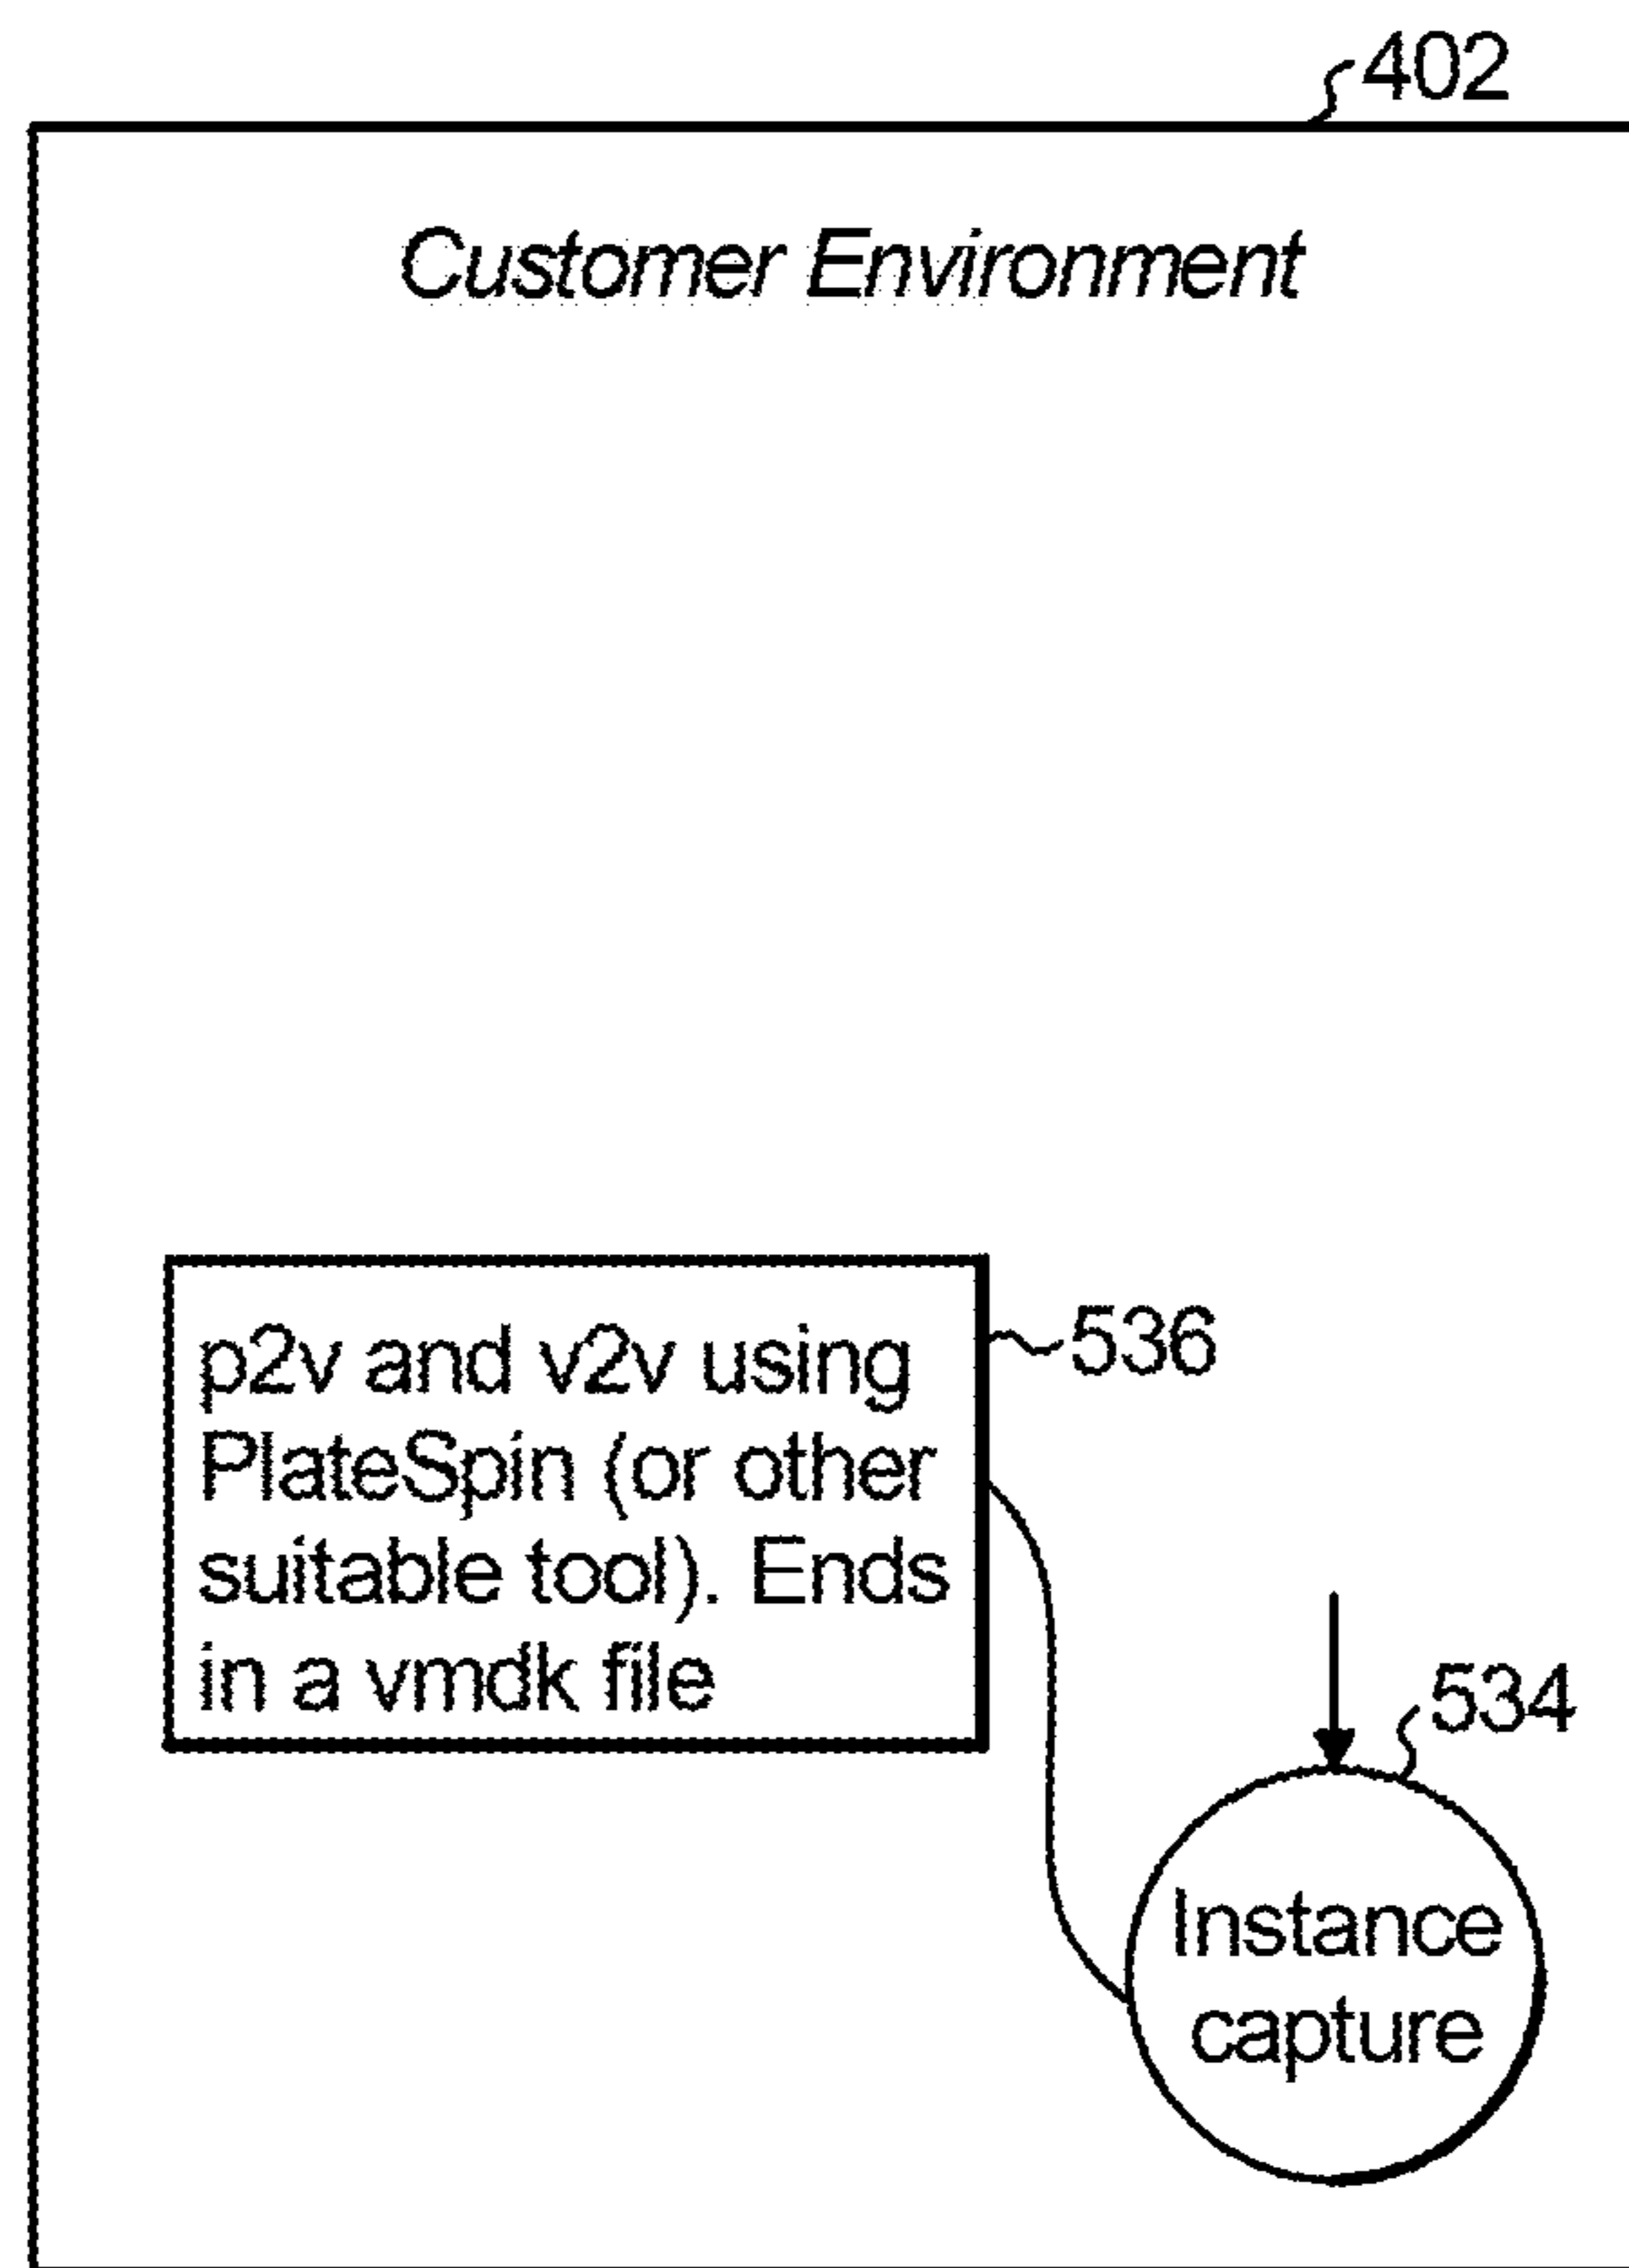 402
Customer Environment
p2v and v2v using
PlateSpin (or other
suitable tool). Ends
in a vmdk file
536
534
Instance
capture